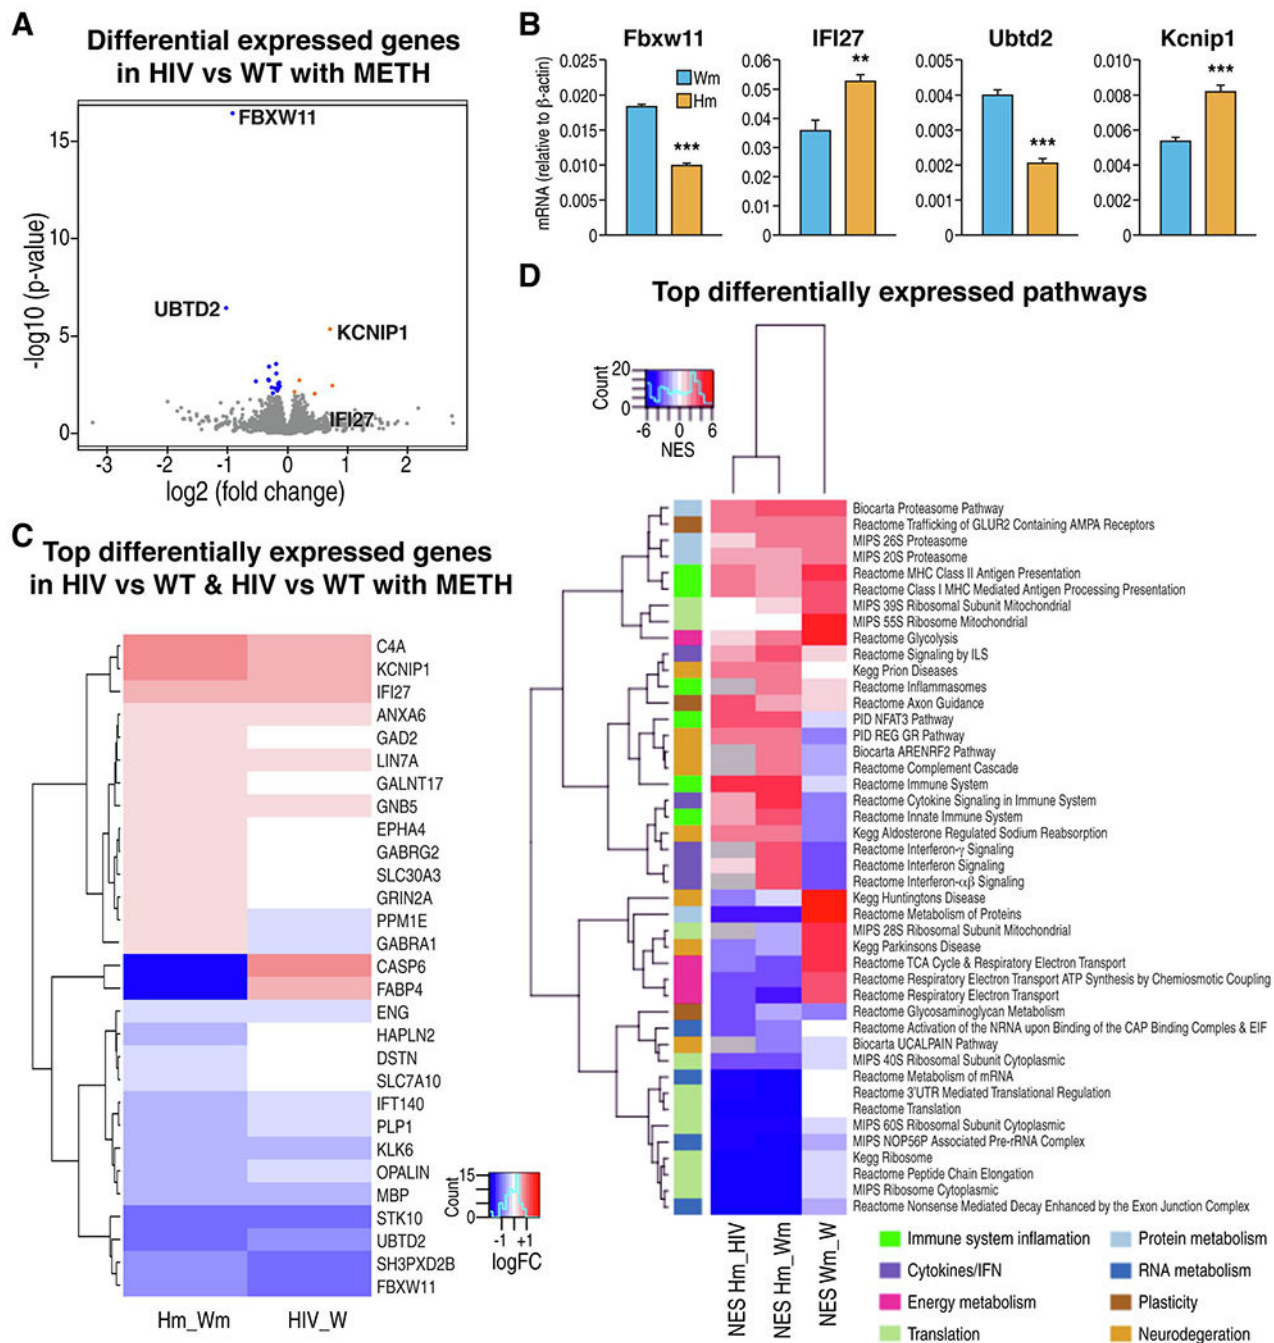 A
Differential expressed genes
in HIV vs WT with METH
-log10 (p-value)
15
10
5
0
FBXW11
UBTD2
KCNIP1
IFI27
-3 -2 -1 0 1 2
log2 (fold change)
B
mRNA (relative to β-actin)
Fbxw11
0.025
0.020
0.015
0.010
0.005
0
Wm
Hm
***
IFI27
0.06
0.05
0.04
0.03
0.02
0.01
0
**
Ubtd2
0.005
0.004
0.003
0.002
0.001
0
***
Kcnip1
0.010
0.008
0.006
0.004
0.002
0
***
C
Top differentially expressed genes
in HIV vs WT & HIV vs WT with METH
C4A
KCNIP1
IFI27
ANXA6
GAD2
LIN7A
GALNT17
GNB5
EPHA4
GABRG2
SLC30A3
GRIN2A
PPM1E
GABRA1
CASP6
FABP4
ENG
HAPLN2
DSTN
SLC7A10
IFT140
PLP1
KLK6
OPALIN
MBP
STK10
UBTD2
SH3PXD2B
FBXW11
Hm_Wm HIV_W
Count
15
0
-1 +1
logFC
D
Top differentially expressed pathways
Count
20
0
-6 0 6
NES
Biocarta Proteasome Pathway
Reactome Trafficking of GLUR2 Containing AMPA Receptors
MIPS 26S Proteasome
MIPS 20S Proteasome
Reactome MHC Class II Antigen Presentation
Reactome Class I MHC Mediated Antigen Processing Presentation
MIPS 39S Ribosomal Subunit Mitochondrial
MIPS 55S Ribosome Mitochondrial
Reactome Glycolysis
Reactome Signaling by ILS
Kegg Prion Diseases
Reactome Inflammasomes
Reactome Axon Guidance
PID NFAT3 Pathway
PID REG GR Pathway
Biocarta ARENRF2 Pathway
Reactome Complement Cascade
Reactome Immune System
Reactome Cytokine Signaling in Immune System
Reactome Innate Immune System
Kegg Aldosterone Regulated Sodium Reabsorption
Reactome Interferon-γ Signaling
Reactome Interferon Signaling
Reactome Interferon-αβ Signaling
Kegg Huntingtons Disease
Reactome Metabolism of Proteins
MIPS 28S Ribosomal Subunit Mitochondrial
Kegg Parkinsons Disease
Reactome TCA Cycle & Respiratory Electron Transport
Reactome Respiratory Electron Transport ATP Synthesis by Chemiosmotic Coupling
Reactome Respiratory Electron Transport
Reactome Glycosaminoglycan Metabolism
Reactome Activation of the NRNA upon Binding of the CAP Binding Comples & EIF
Biocarta UCALPAIN Pathway
MIPS 40S Ribosomal Subunit Cytoplasmic
Reactome Metabolism of mRNA
Reactome 3'UTR Mediated Translational Regulation
Reactome Translation
MIPS 60S Ribosomal Subunit Cytoplasmic
MIPS NOP56P Associated Pre-rRNA Complex
Kegg Ribosome
Reactome Peptide Chain Elongation
MIPS Ribosome Cytoplasmic
Reactome Nonsense Mediated Decay Enhanced by the Exon Junction Complex
NES Hm_HIV
NES Hm_Wm
NES Wm_W
Immune system inflamation
Cytokines/IFN
Energy metabolism
Translation
Protein metabolism
RNA metabolism
Plasticity
Neurodegeration